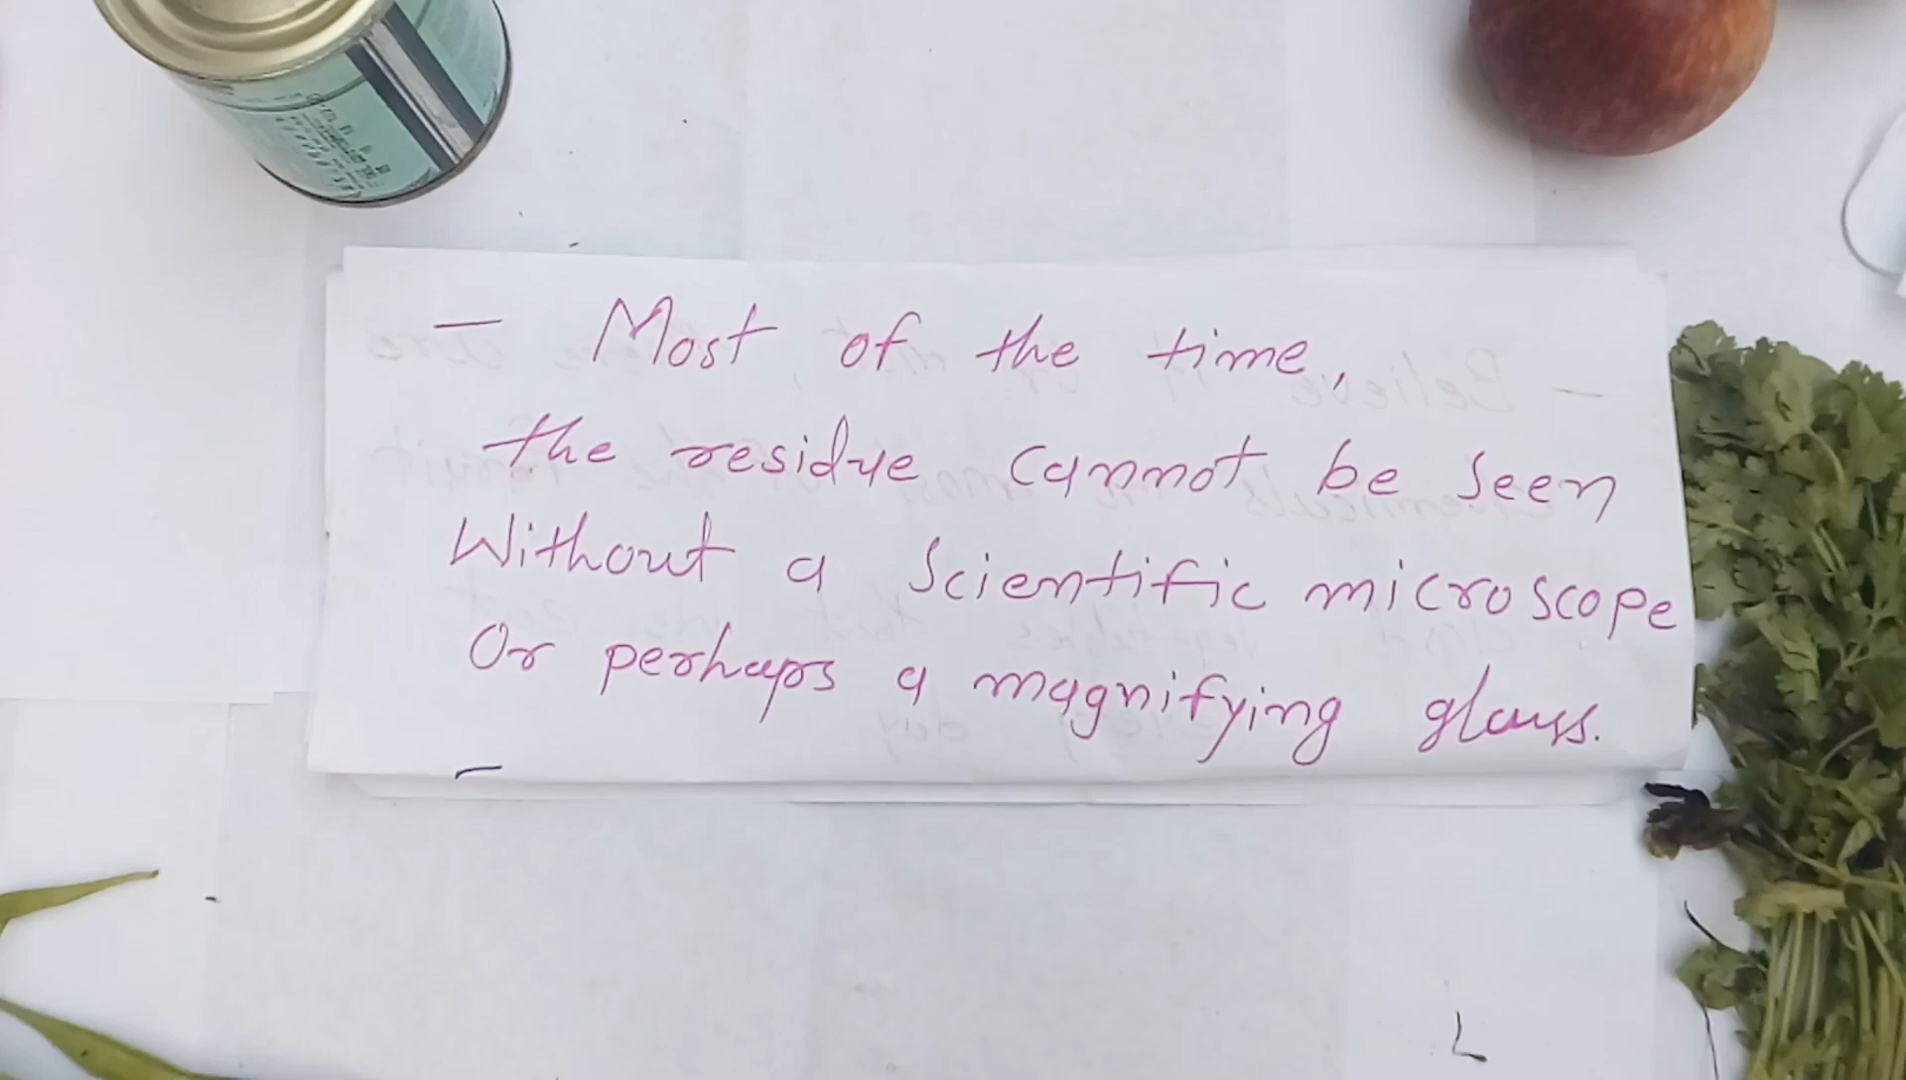 — Most of the time,
the residue cannot be seen
Without a Scientific microscope
Or perhaps a magnifying glass.